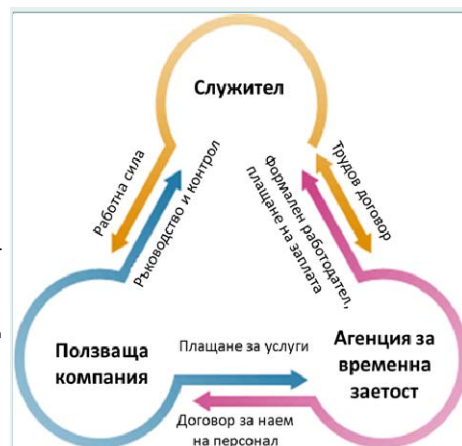 Служител
Работна сила
Ръководство и контрол
формален работодател,
плащане на заплата
Трудов договор
Ползваща
компания
Плащане за услуги
Договор за наем
на персонал
Агенция за
временна
заетост